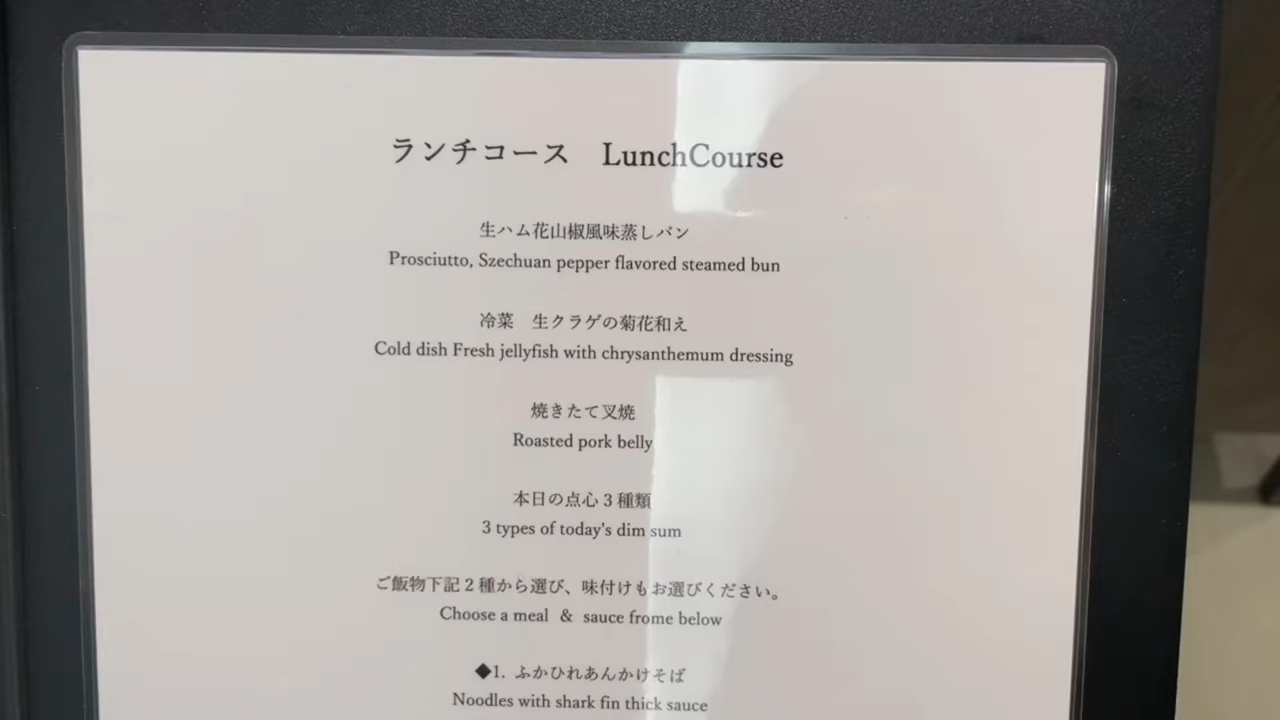 ランチコース　LunchCourse
生ハム花山椒風味蒸しパン
Prosciutto, Szechuan pepper flavored steamed bun
冷菜　生クラゲの菊花和え
Cold dish Fresh jellyfish with chrysanthemum dressing
焼きたて叉焼
Roasted pork belly
本日の点心 3 種類
3 types of today's dim sum
ご飯物下記 2 種から選び、味付けもお選びください。
Choose a meal & sauce frome below
◆1. ふかひれあんかけそば
Noodles with shark fin thick sauce